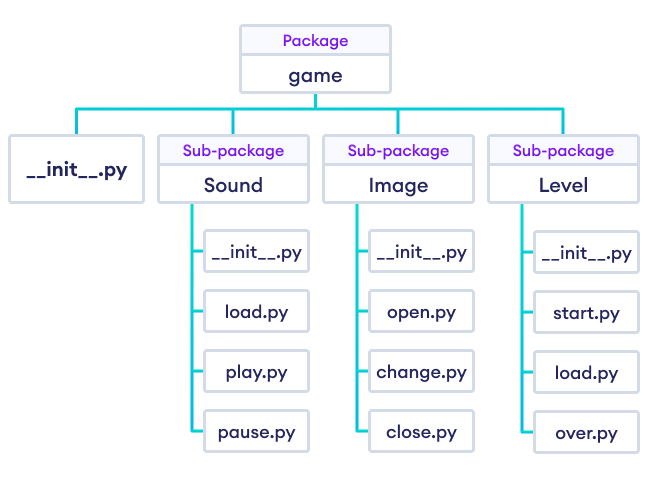 Package
game
__init__.py
Sub-package
Sound
__init__.py
load.py
play.py
pause.py
Sub-package
Image
__init__.py
open.py
change.py
close.py
Sub-package
Level
__init__.py
start.py
load.py
over.py